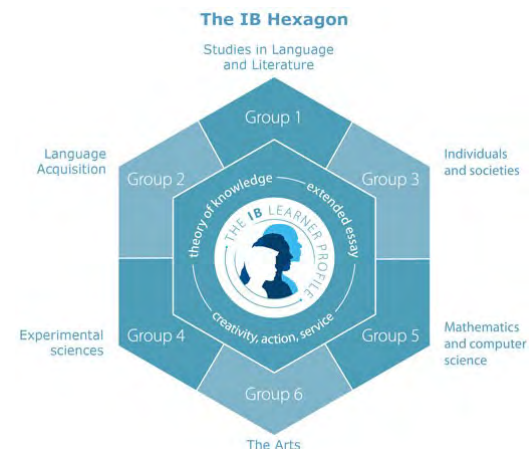 The IB Hexagon
Studies in Language
and Literature
Group 1
Language
Acquisition
Group 2
Group 3
Individuals
and societies
theory of knowledge
extended essay
THE IB LEARNER PROFILE
creativity, action, service
Experimental
sciences
Group 4
Group 5
Mathematics
and computer
science
Group 6
The Arts